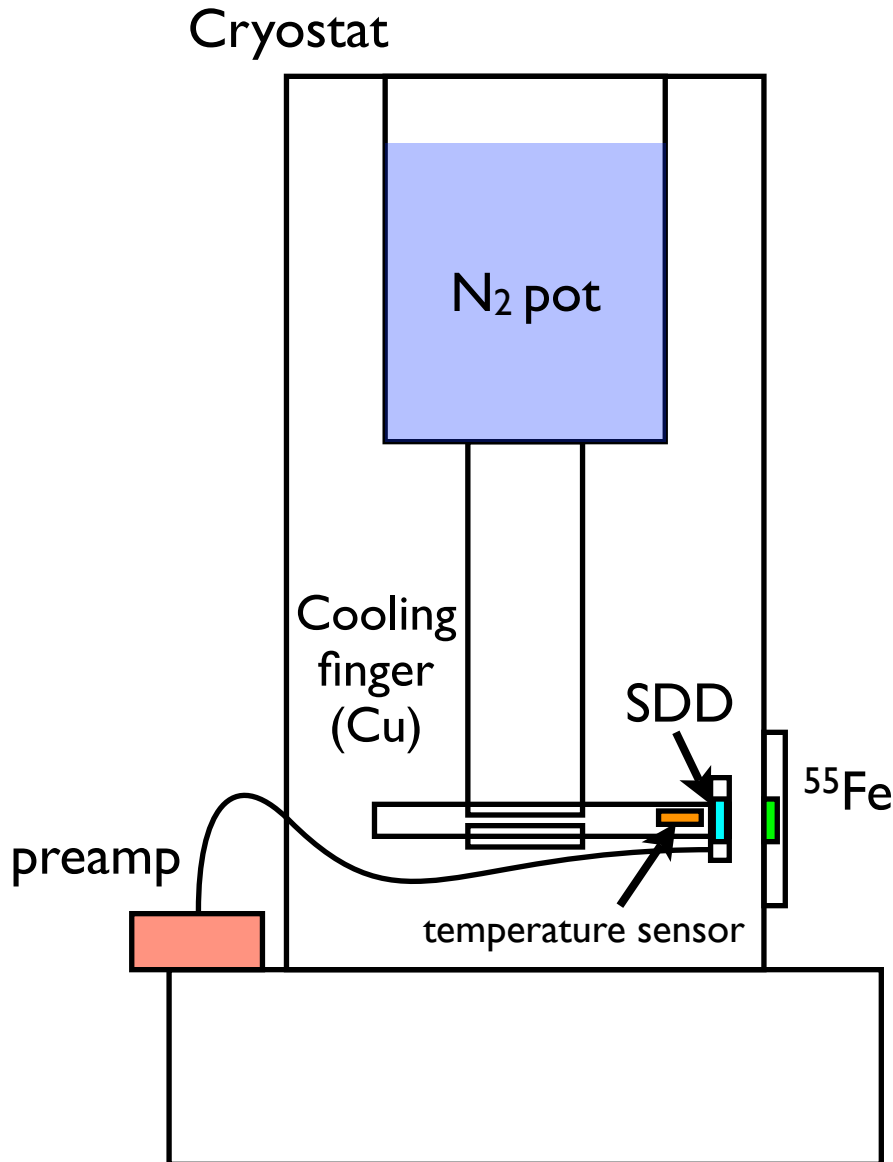 Cryostat
N₂ pot
Cooling
finger
(Cu)
SDD
⁵⁵Fe
preamp
temperature sensor